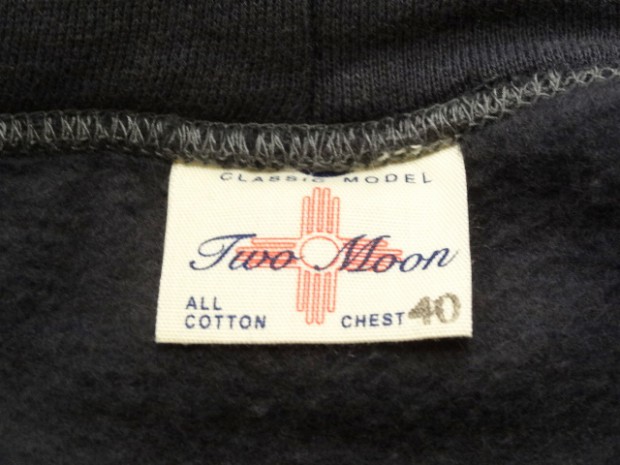 CLASSIC MODEL
Two Moon
ALL
COTTON CHEST 40